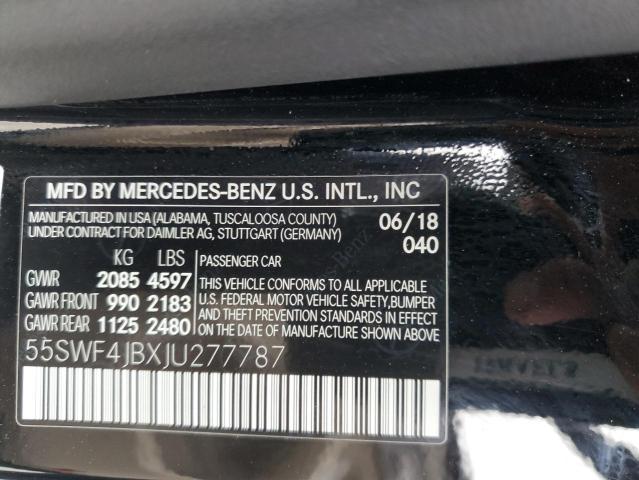 MFD BY MERCEDES-BENZ U.S. INTL., INC
MANUFACTURED IN USA (ALABAMA, TUSCALOOSA COUNTY)
UNDER CONTRACT FOR DAIMLER AG, STUTTGART (GERMANY)
06/18
040
KG LBS
GVWR 2085 4597
GAWR FRONT 990 2183
GAWR REAR 1125 2480
PASSENGER CAR
THIS VEHICLE CONFORMS TO ALL APPLICABLE
U.S. FEDERAL MOTOR VEHICLE SAFETY, BUMPER,
AND THEFT PREVENTION STANDARDS
IN EFFECT ON THE DATE OF MANUFACTURE
SHOWN ABOVE.
55SWF4JBXJU277787